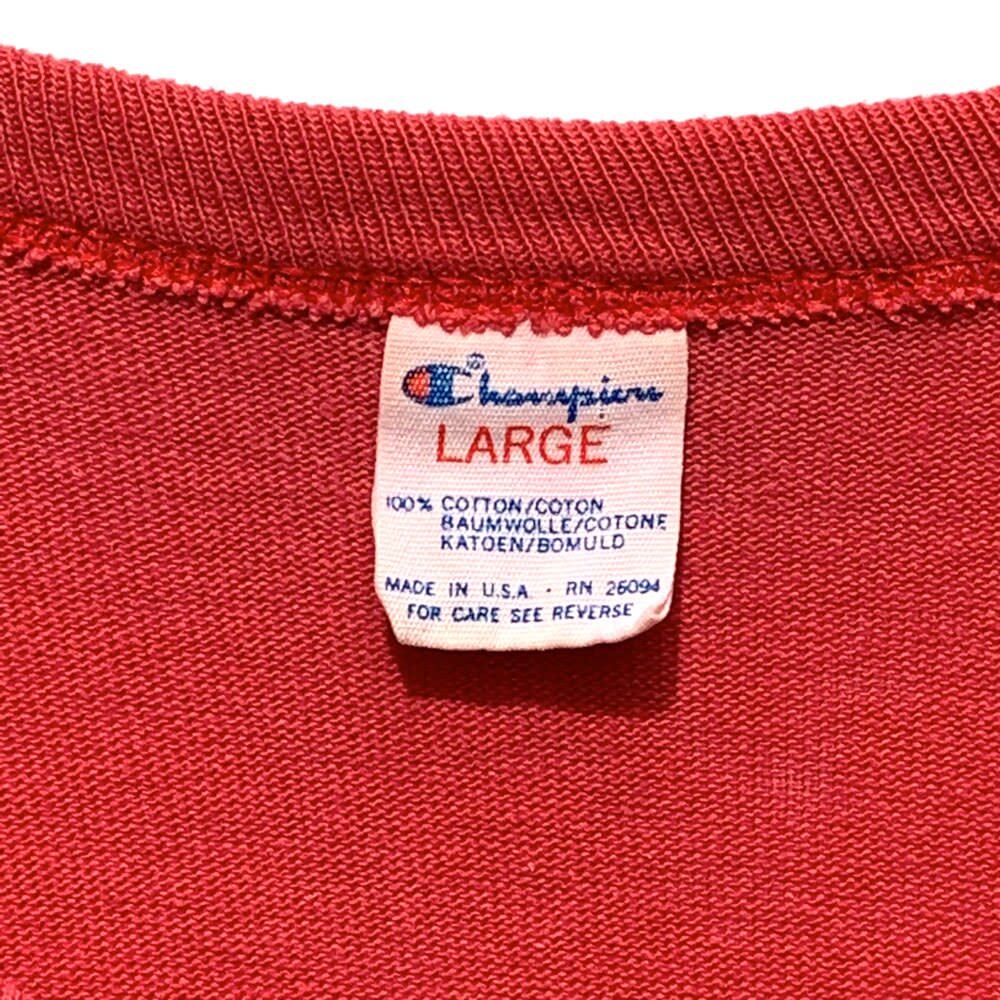 Champion
LARGE
100% COTTON/COTON
BAUMWOLLE/COTONE
KATOEN/BOMULD
MADE IN U.S.A. · RN 26094
FOR CARE SEE REVERSE